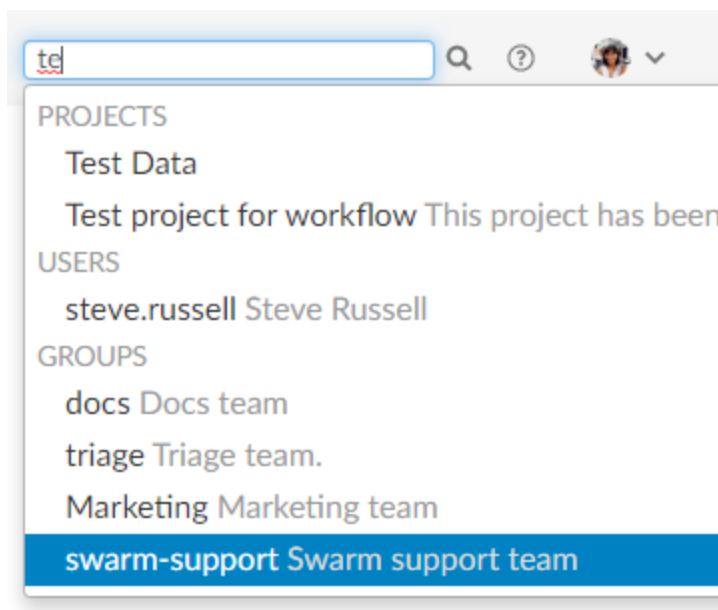 te
PROJECTS
Test Data
Test project for workflow This project has been
USERS
steve.russell Steve Russell
GROUPS
docs Docs team
triage Triage team.
Marketing Marketing team
swarm-support Swarm support team